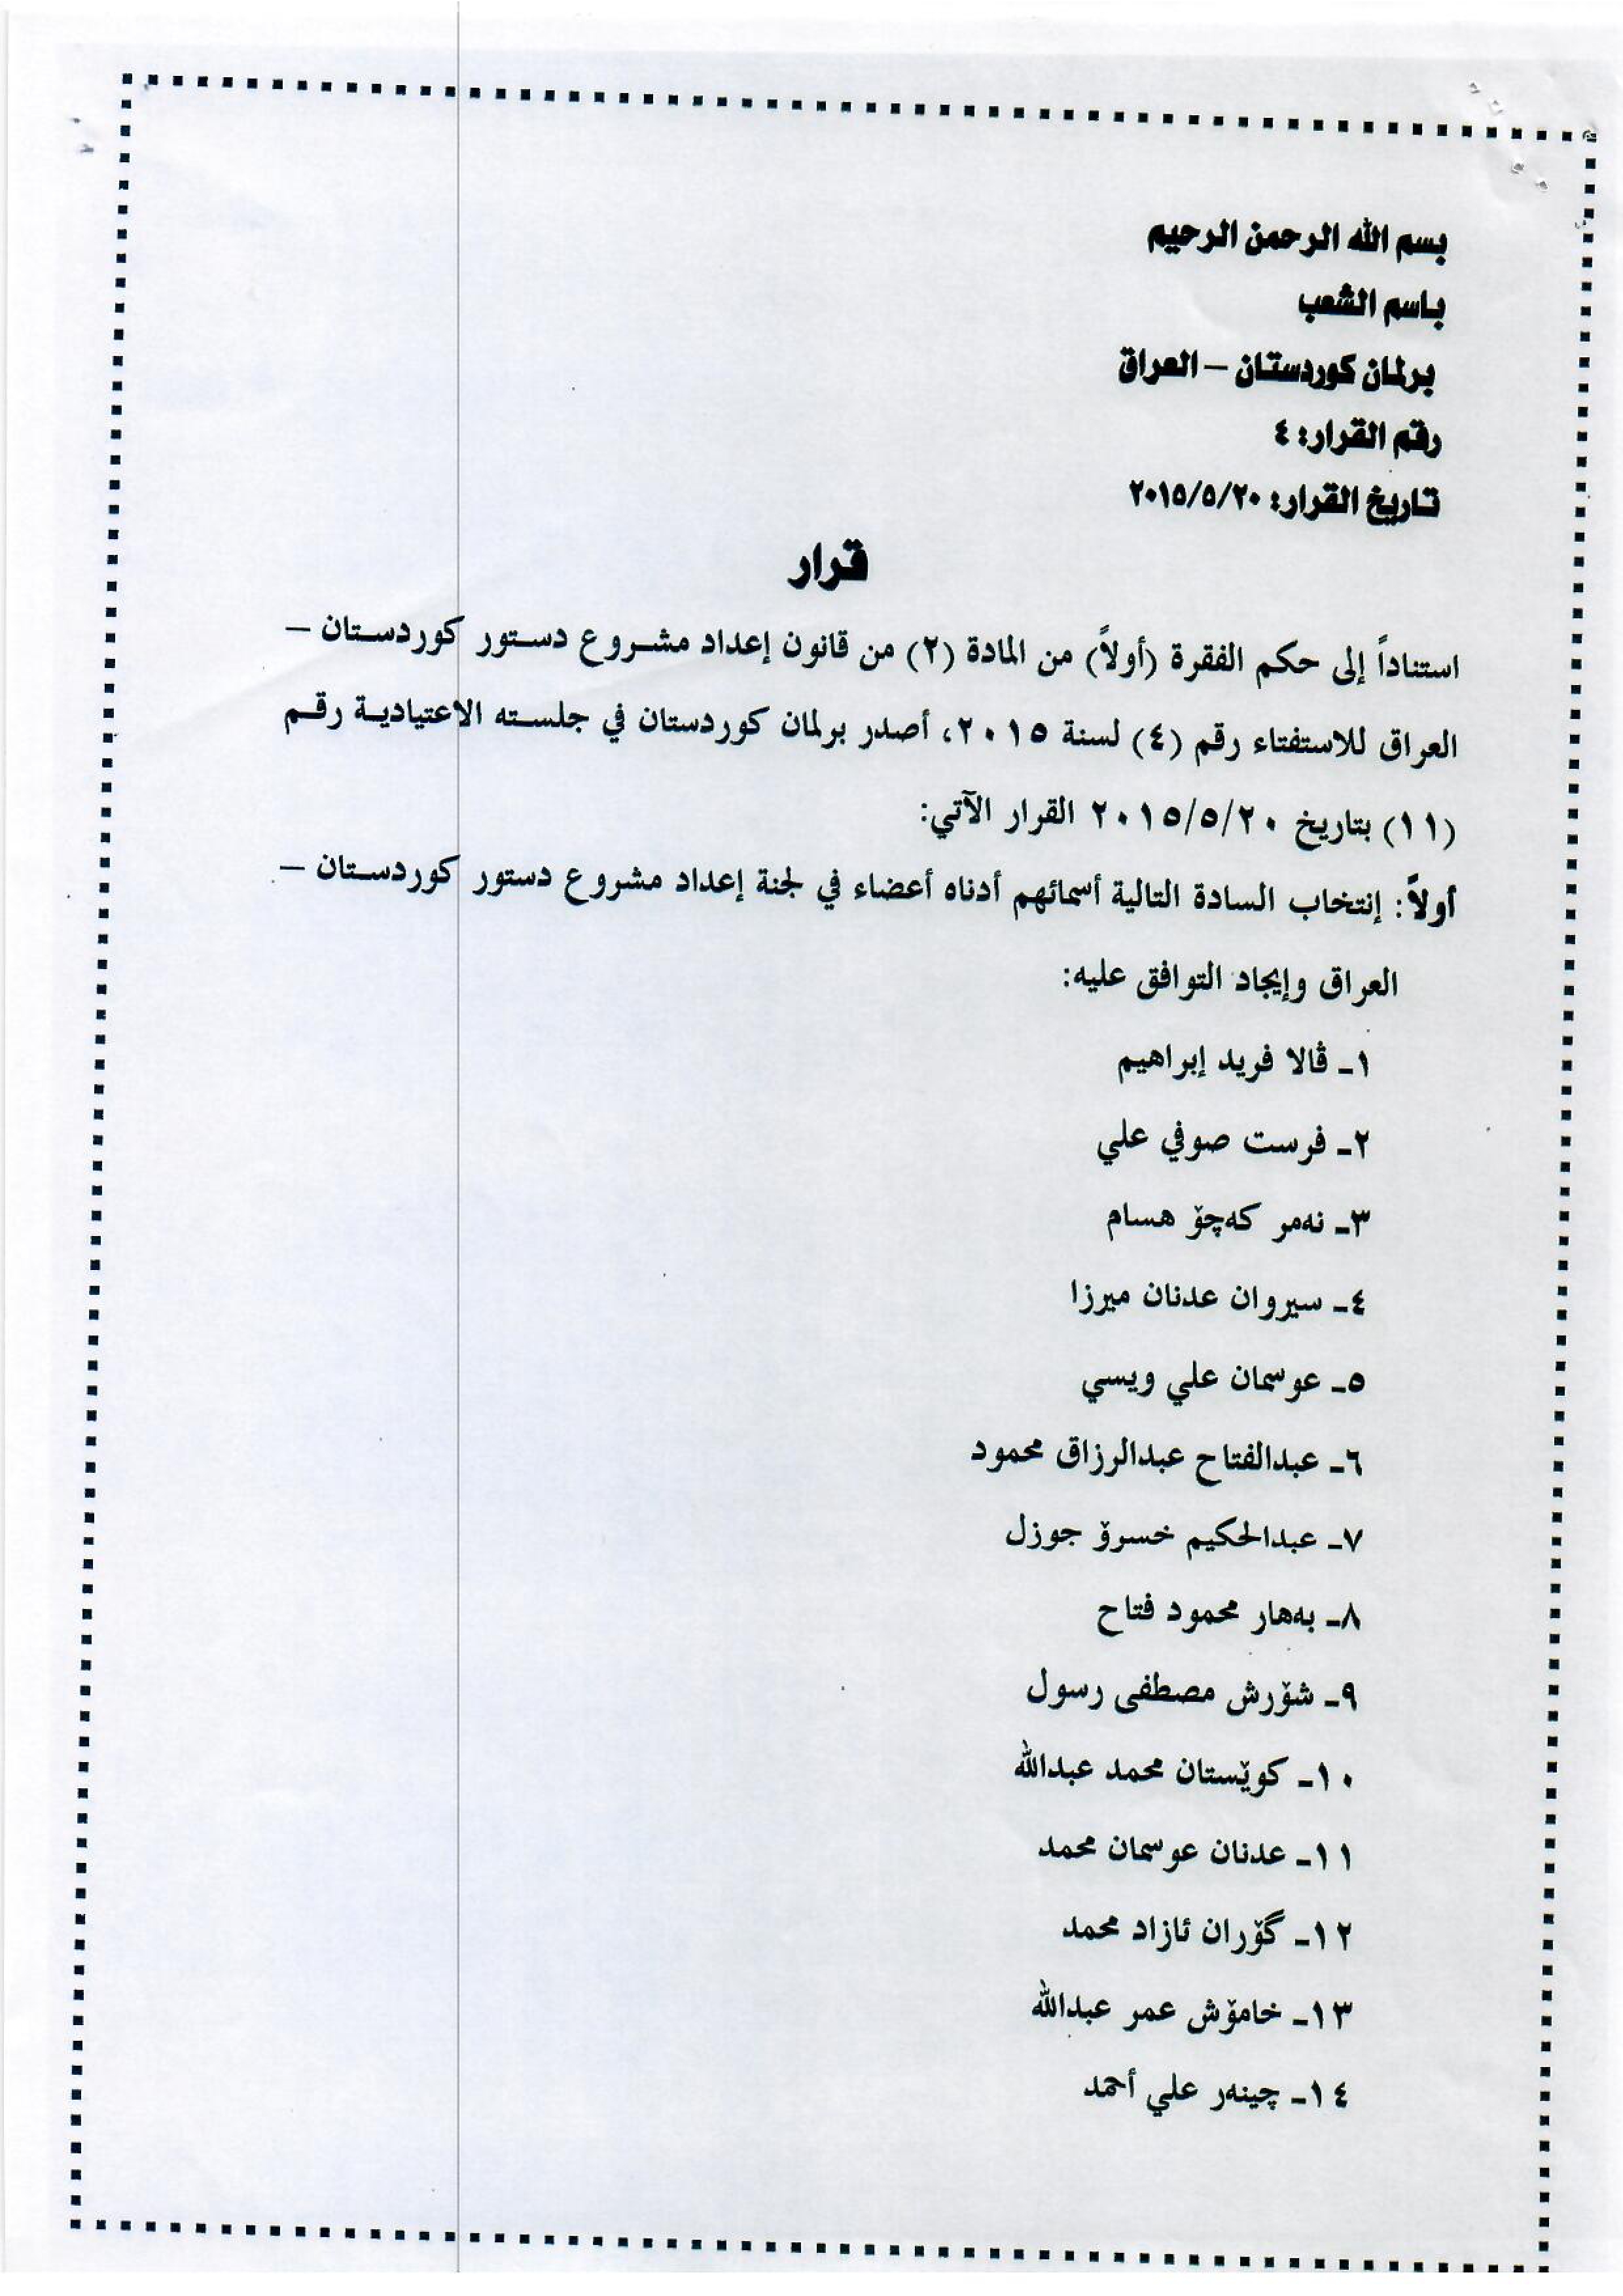 بسم الله الرحمن الرحيم
باسم الشعب
برلمان كوردستان – العراق
رقم القرار: ٤
تاريخ القرار: ٢٠١٥/٥/٢٠
قرار
استناداً إلى حكم الفقرة (أولاً) من المادة (٢) من قانون إعداد مشروع دستور كوردستان –
العراق للاستفتاء رقم (٤) لسنة ٢٠١٥، أصدر برلمان كوردستان في جلسته الاعتيادية رقم
(١١) بتاريخ ٢٠١٥/٥/٢٠ القرار الآتي:
أولاً: إنتخاب السادة التالية أسمائهم أدناه أعضاء في لجنة إعداد مشروع دستور كوردستان –
العراق وإيجاد التوافق عليه:
١- ڤالا فريد إبراهيم
٢- فرست صوفي علي
٣- نەمر كەچۆ هسام
٤- سيروان عدنان ميرزا
٥- عوسمان علي ويسي
٦- عبدالفتاح عبدالرزاق محمود
٧- عبدالحكيم خسرۆ جوزل
٨- بەهار محمود فتاح
٩- شۆرش مصطفى رسول
١٠- كوێستان محمد عبدالله
١١- عدنان عوسمان محمد
١٢- گۆران ئازاد محمد
١٣- خامۆش عمر عبدالله
١٤- چينەر علي أحمد